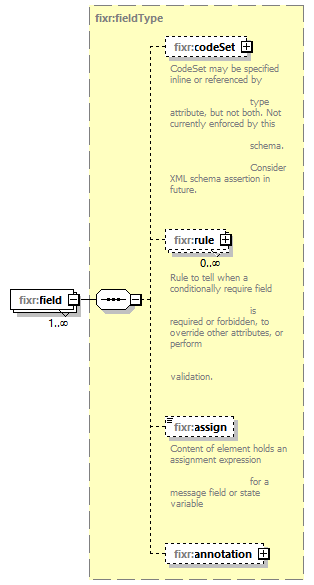 fixr:fieldType
fixr:codeSet
CodeSet may be specified
inline or referenced by
type
attribute, but not both. Not
currently enforced by this
schema.
Consider
XML schema assertion in
future.
fixr:rule
0..∞
Rule to tell when a
conditionally require field
is
required or forbidden, to
override other attributes, or
perform
validation.
fixr:field
1..∞
fixr:assign
Content of element holds an
assignment expression
for a
message field or state
variable
fixr:annotation